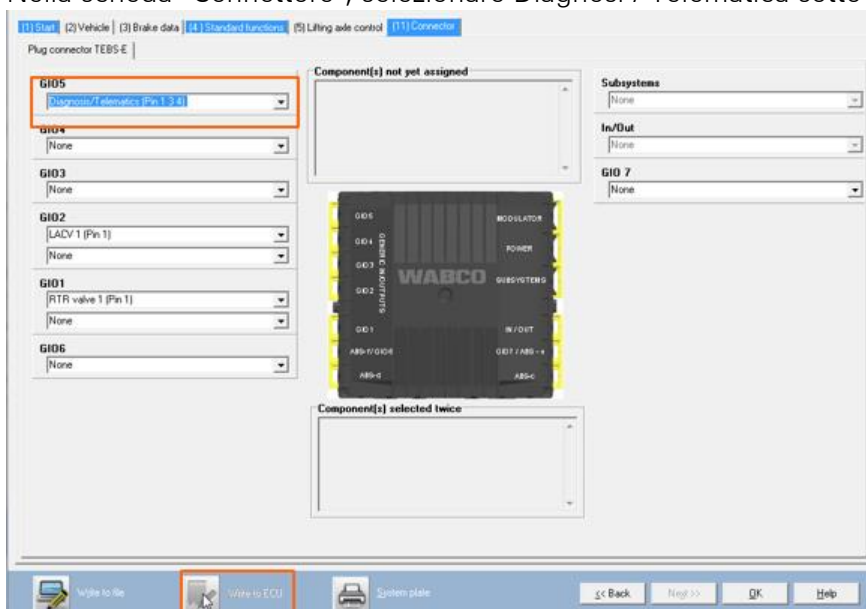 Nella scheda "Connettore", selezionare Diagnosi / Telematica sotto
(1) Start (2) Vehicle (3) Brake data (4) Standard functions (5) Lifting axle control (11) Connector
Plug connector TEBS-E
GIO5
Diagnosis/Telematics (Pin 1 3 4)
GIO4
None
GIO3
None
GIO2
LACV 1 (Pin 1)
None
GIO1
RTR valve 1 (Pin 1)
None
GIO6
None
Component(s) not yet assigned
GIO5
GIO4
GIO3
GIO2
GIO1
ABS-f/GIO6
ABS-d
GENERIC IN/OUTPUTS
WABCO
MODULATOR
POWER
SUBSYSTEMS
IN/OUT
GIO7 / ABS-e
ABS-c
Component(s) selected twice
Subsystems
None
In/Out
None
GIO 7
None
Write to file
Write to ECU
System plate
<< Back
Next >>
OK
Help